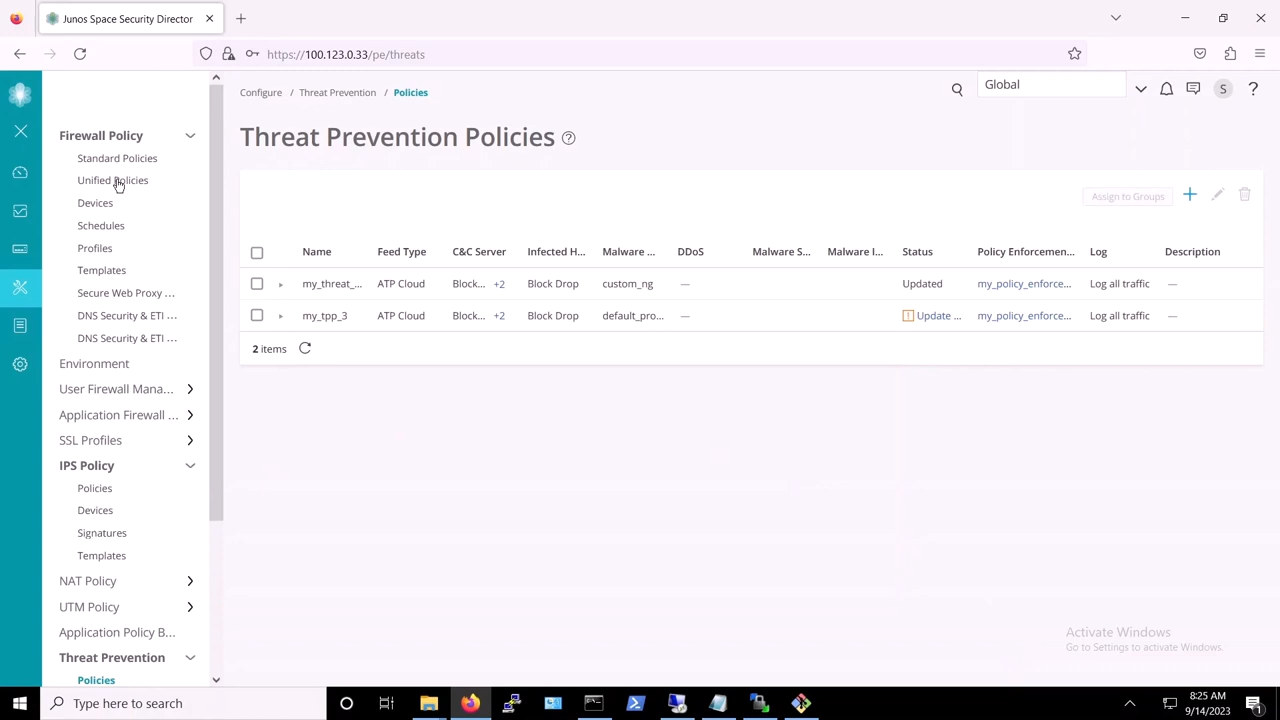 Junos Space Security Director
https://100.123.0.33/pe/threats
Configure / Threat Prevention / Policies
Global
S
?
Threat Prevention Policies ?
Firewall Policy
Standard Policies
Unified Policies
Devices
Schedules
Profiles
Templates
Secure Web Proxy ...
DNS Security & ETI ...
DNS Security & ETI ...
Environment
User Firewall Mana...
Application Firewall ...
SSL Profiles
IPS Policy
Policies
Devices
Signatures
Templates
NAT Policy
UTM Policy
Application Policy B...
Threat Prevention
Policies
Assign to Groups
Name Feed Type C&C Server Infected H... Malware ... DDoS Malware S... Malware I... Status Policy Enforcemen... Log Description
my_threat_... ATP Cloud Block... +2 Block Drop custom_ng — Updated my_policy_enforce... Log all traffic —
my_tpp_3 ATP Cloud Block... +2 Block Drop default_pro... — Update ... my_policy_enforce... Log all traffic —
2 items
Activate Windows
Go to Settings to activate Windows.
Type here to search
8:25 AM
9/14/2023
1